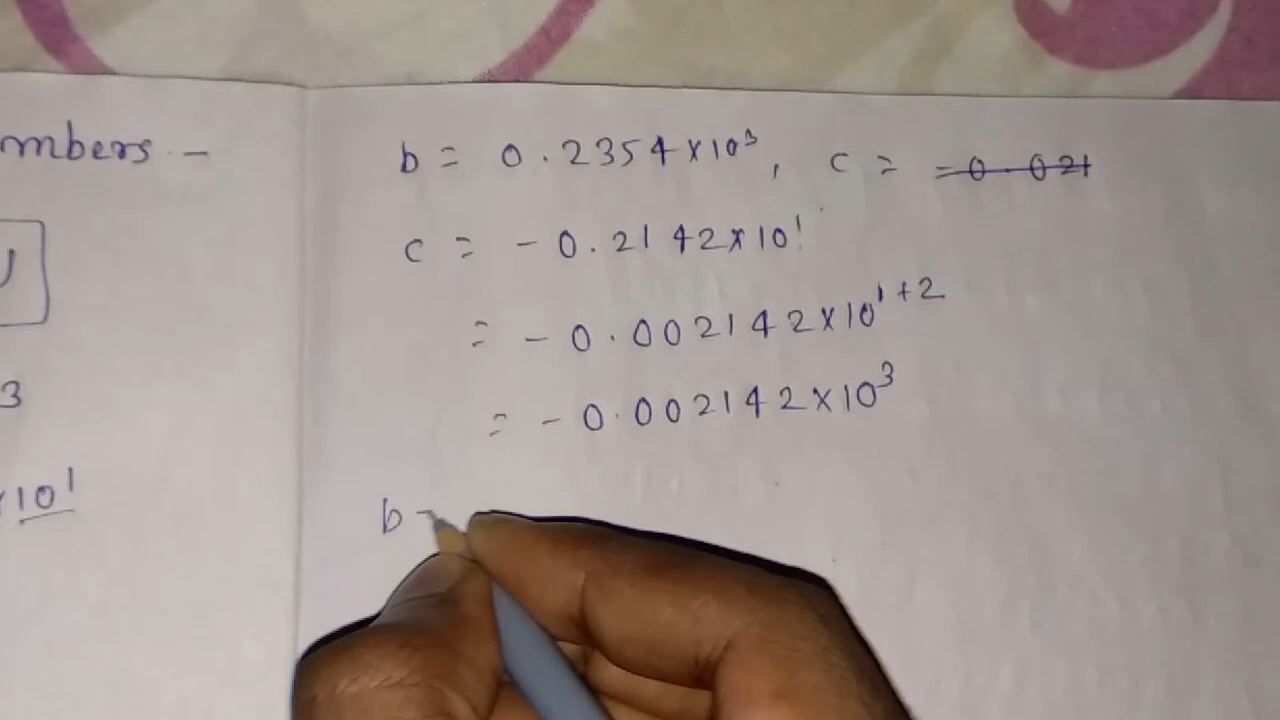 mbers -
3
×10¹
b = 0.2354×10³, c = -0.021
c = -0.2142×10¹
= -0.002142×10¹⁺²
= -0.002142×10³
b -